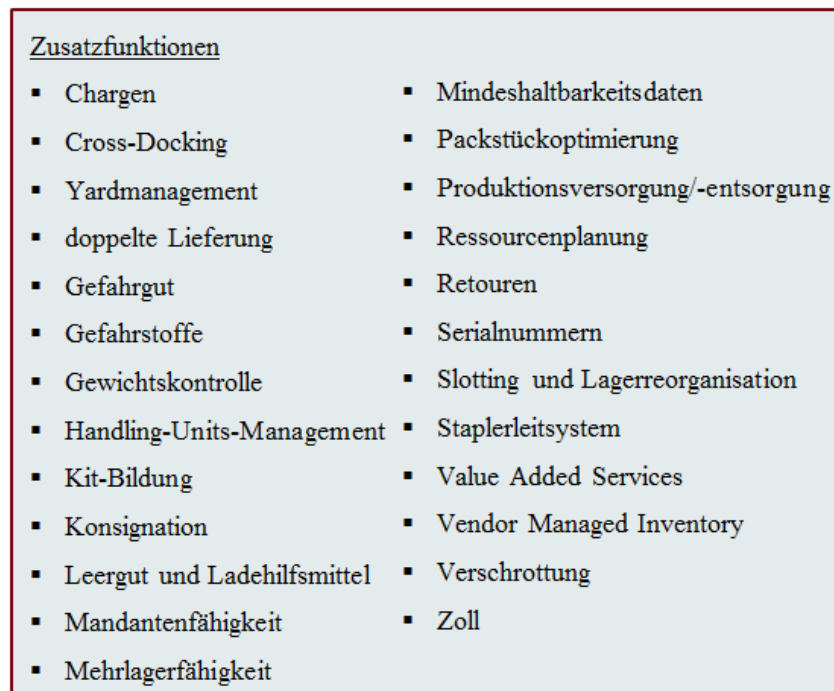 Zusatzfunktionen
▪ Chargen
▪ Cross-Docking
▪ Yardmanagement
▪ doppelte Lieferung
▪ Gefahrgut
▪ Gefahrstoffe
▪ Gewichtskontrolle
▪ Handling-Units-Management
▪ Kit-Bildung
▪ Konsignation
▪ Leergut und Ladehilfsmittel
▪ Mandantenfähigkeit
▪ Mehrlagerfähigkeit
▪ Mindeshaltbarkeitsdaten
▪ Packstückoptimierung
▪ Produktionsversorgung/-entsorgung
▪ Ressourcenplanung
▪ Retouren
▪ Serialnummern
▪ Slotting und Lagerreorganisation
▪ Staplerleitsystem
▪ Value Added Services
▪ Vendor Managed Inventory
▪ Verschrottung
▪ Zoll